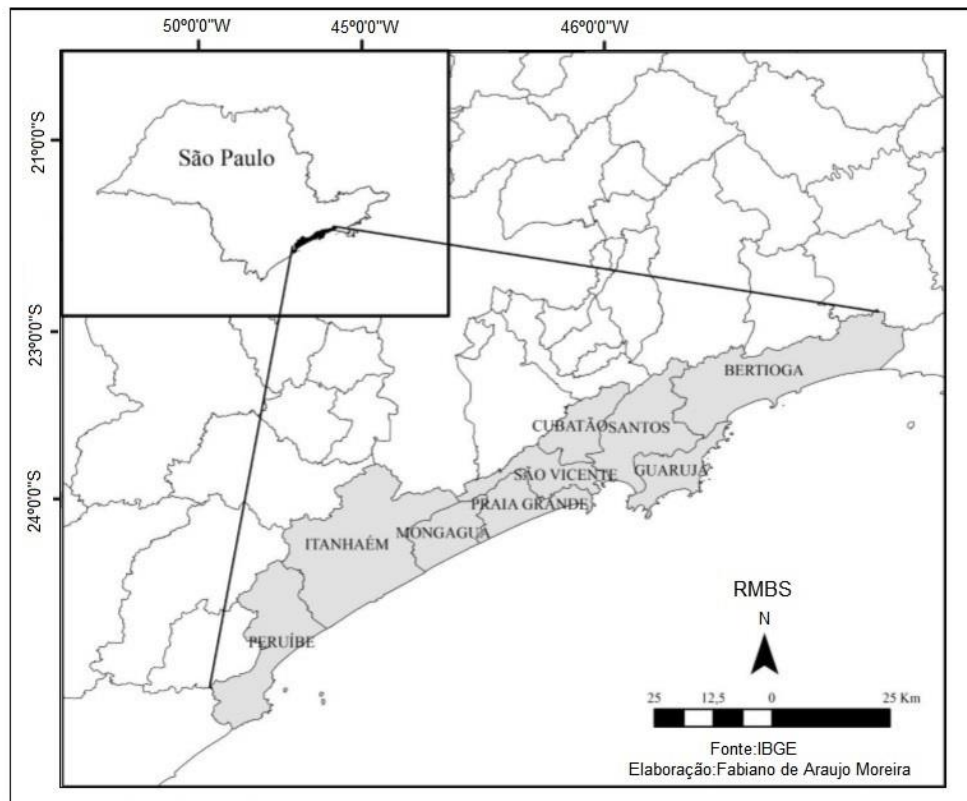 50º0'0"W
45º0'0"W
46º0'0"W
21º0'0"S
23º0'0"S
24º0'0"S
São Paulo
BERTIOGA
CUBATÃO
SANTOS
SÃO VICENTE
GUARUJÁ
PRAIA GRANDE
MONGAGUÁ
ITANHAÉM
PERUÍBE
RMBS
N
25 12,5 0 25 Km
Fonte:IBGE
Elaboração:Fabiano de Araujo Moreira